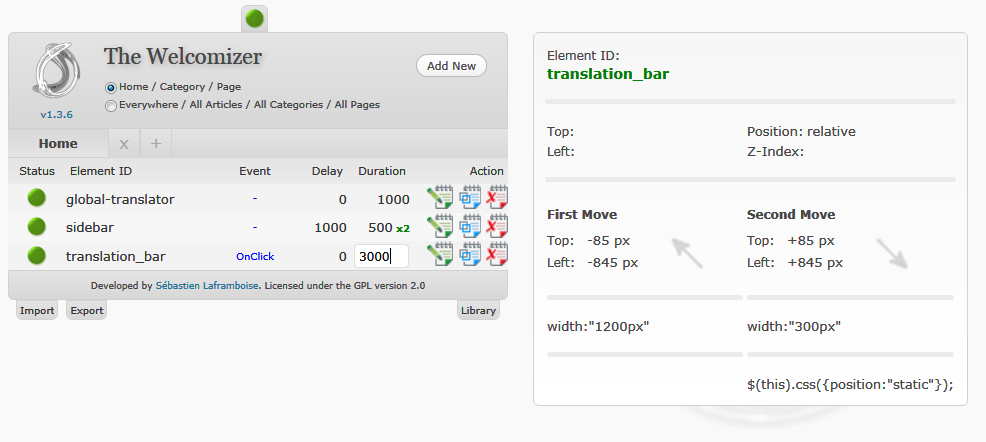 The Welcomizer
Add New
Home / Category / Page
Everywhere / All Articles / All Categories / All Pages
v1.3.6
Home x +
Status Element ID Event Delay Duration Action
global-translator - 0 1000
sidebar - 1000 500 x2
translation_bar OnClick 0 3000
Developed by Sébastien Laframboise. Licensed under the GPL version 2.0
Import Export Library
Element ID:
translation_bar
Top: Position: relative
Left: Z-Index:
First Move Second Move
Top: -85 px Top: +85 px
Left: -845 px Left: +845 px
width:"1200px" width:"300px"
$(this).css({position:"static"});